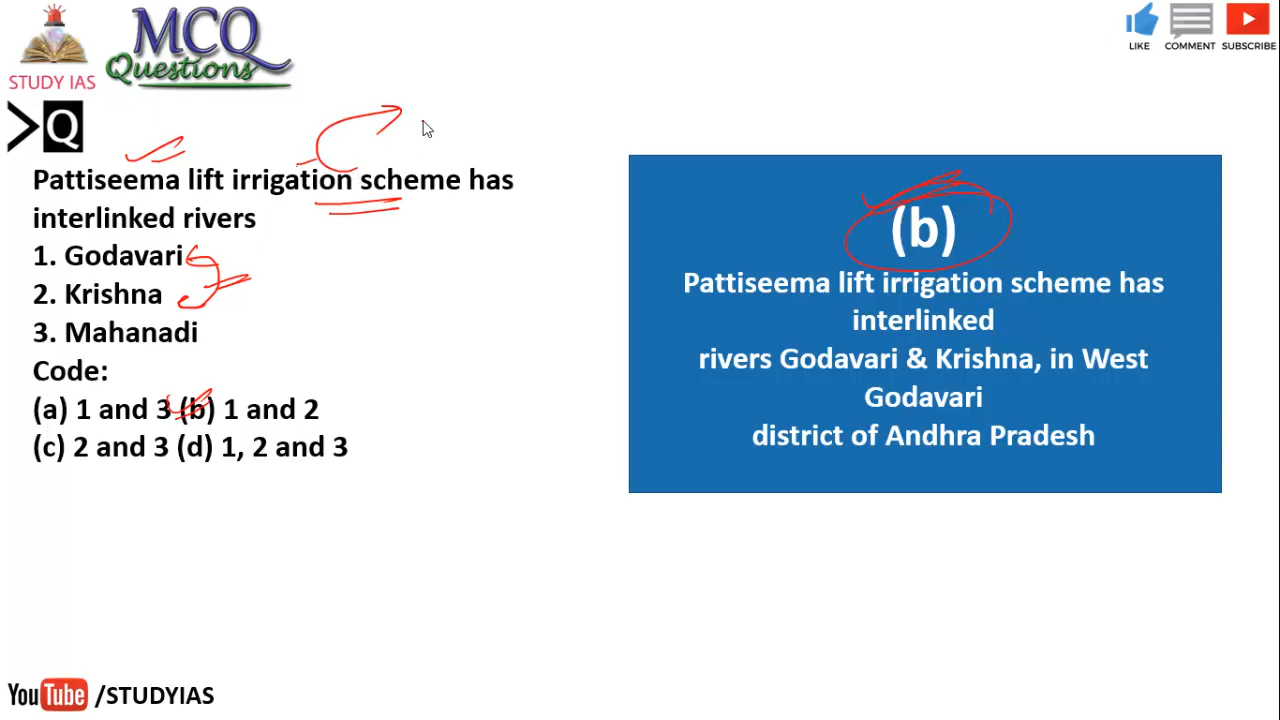 STUDY IAS
MCQ
Questions
LIKE
COMMENT
SUBSCRIBE
>Q
Pattiseema lift irrigation scheme has
interlinked rivers
1. Godavari
2. Krishna
3. Mahanadi
Code:
(a) 1 and 3 (b) 1 and 2
(c) 2 and 3 (d) 1, 2 and 3
(b)
Pattiseema lift irrigation scheme has
interlinked
rivers Godavari & Krishna, in West
Godavari
district of Andhra Pradesh
YouTube /STUDYIAS